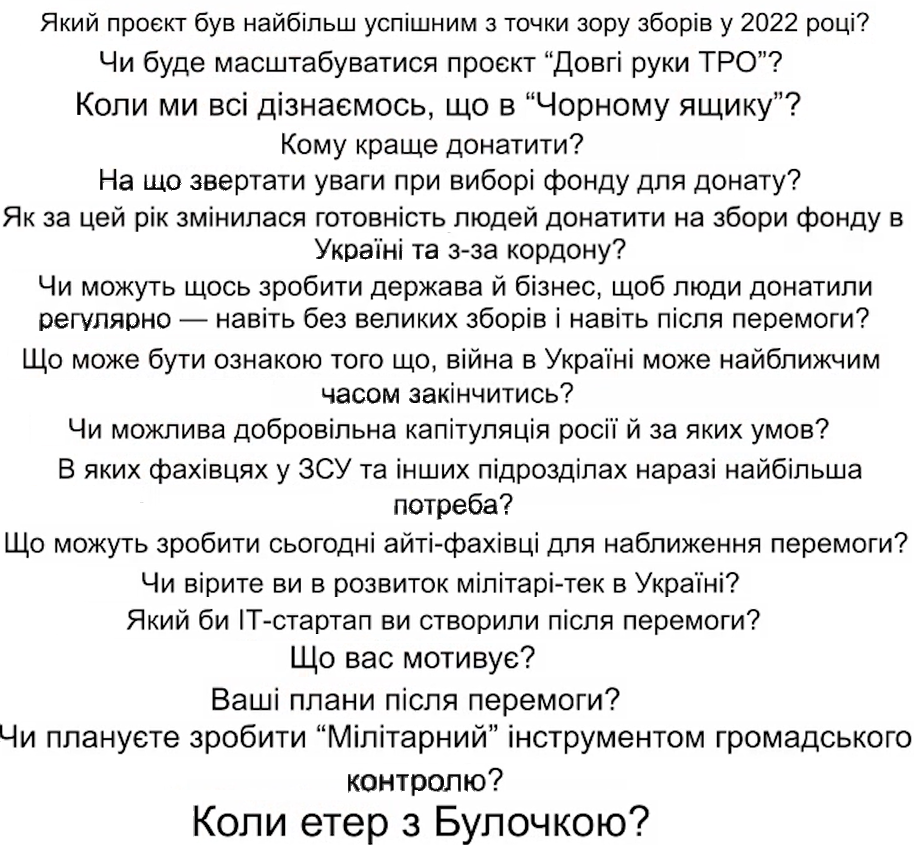 Який проєкт був найбільш успішним з точки зору зборів у 2022 році?
Чи буде масштабуватися проєкт “Довгі руки ТРО”?
Коли ми всі дізнаємось, що в “Чорному ящику”?
Кому краще донатити?
На що звертати уваги при виборі фонду для донату?
Як за цей рік змінилася готовність людей донатити на збори фонду в
Україні та з-за кордону?
Чи можуть щось зробити держава й бізнес, щоб люди донатили
регулярно — навіть без великих зборів і навіть після перемоги?
Що може бути ознакою того що, війна в Україні може найближчим
часом закінчитись?
Чи можлива добровільна капітуляція росії й за яких умов?
В яких фахівцях у ЗСУ та інших підрозділах наразі найбільша
потреба?
Що можуть зробити сьогодні айті-фахівці для наближення перемоги?
Чи вірите ви в розвиток мілітарі-тек в Україні?
Який би ІТ-стартап ви створили після перемоги?
Що вас мотивує?
Ваші плани після перемоги?
Чи плануєте зробити “Мілітарний” інструментом громадського
контролю?
Коли етер з Булочкою?